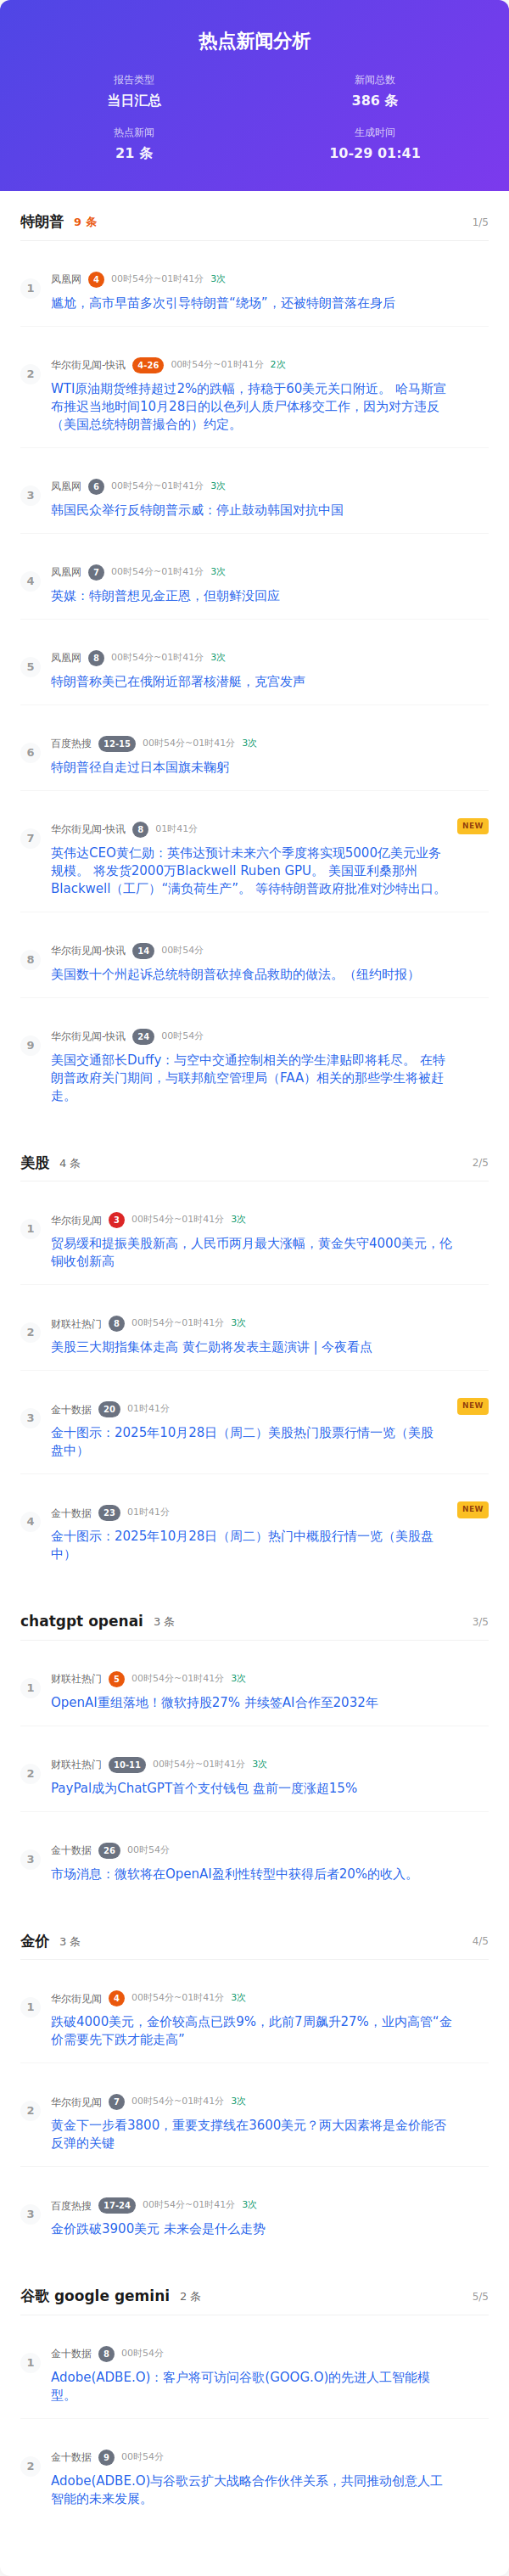 热点新闻分析
报告类型
新闻总数
当日汇总
386 条
热点新闻
生成时间
21 条
10-29 01:41
特朗普 9 条 1/5
1
凤凰网 4 00时54分~01时41分 3次
尴尬，高市早苗多次引导特朗普“绕场”，还被特朗普落在身后
2
华尔街见闻-快讯 4-26 00时54分~01时41分 2次
WTI原油期货维持超过2%的跌幅，持稳于60美元关口附近。 哈马斯宣
布推迟当地时间10月28日的以色列人质尸体移交工作，因为对方违反
（美国总统特朗普撮合的）约定。
3
凤凰网 6 00时54分~01时41分 3次
韩国民众举行反特朗普示威：停止鼓动韩国对抗中国
4
凤凰网 7 00时54分~01时41分 3次
英媒：特朗普想见金正恩，但朝鲜没回应
5
凤凰网 8 00时54分~01时41分 3次
特朗普称美已在俄附近部署核潜艇，克宫发声
6
百度热搜 12-15 00时54分~01时41分 3次
特朗普径自走过日本国旗未鞠躬
7
华尔街见闻-快讯 8 01时41分 NEW
英伟达CEO黄仁勋：英伟达预计未来六个季度将实现5000亿美元业务
规模。 将发货2000万Blackwell Ruben GPU。 美国亚利桑那州
Blackwell（工厂）“满负荷生产”。 等待特朗普政府批准对沙特出口。
8
华尔街见闻-快讯 14 00时54分
美国数十个州起诉总统特朗普砍掉食品救助的做法。（纽约时报）
9
华尔街见闻-快讯 24 00时54分
美国交通部长Duffy：与空中交通控制相关的学生津贴即将耗尽。 在特
朗普政府关门期间，与联邦航空管理局（FAA）相关的那些学生将被赶
走。
美股 4 条 2/5
1
华尔街见闻 3 00时54分~01时41分 3次
贸易缓和提振美股新高，人民币两月最大涨幅，黄金失守4000美元，伦
铜收创新高
2
财联社热门 8 00时54分~01时41分 3次
美股三大期指集体走高 黄仁勋将发表主题演讲 | 今夜看点
3
金十数据 20 01时41分 NEW
金十图示：2025年10月28日（周二）美股热门股票行情一览（美股
盘中）
4
金十数据 23 01时41分 NEW
金十图示：2025年10月28日（周二）热门中概股行情一览（美股盘
中）
chatgpt openai 3 条 3/5
1
财联社热门 5 00时54分~01时41分 3次
OpenAI重组落地！微软持股27% 并续签AI合作至2032年
2
财联社热门 10-11 00时54分~01时41分 3次
PayPal成为ChatGPT首个支付钱包 盘前一度涨超15%
3
金十数据 26 00时54分
市场消息：微软将在OpenAI盈利性转型中获得后者20%的收入。
金价 3 条 4/5
1
华尔街见闻 4 00时54分~01时41分 3次
跌破4000美元，金价较高点已跌9%，此前7周飙升27%，业内高管“金
价需要先下跌才能走高”
2
华尔街见闻 7 00时54分~01时41分 3次
黄金下一步看3800，重要支撑线在3600美元？两大因素将是金价能否
反弹的关键
3
百度热搜 17-24 00时54分~01时41分 3次
金价跌破3900美元 未来会是什么走势
谷歌 google gemini 2 条 5/5
1
金十数据 8 00时54分
Adobe(ADBE.O)：客户将可访问谷歌(GOOG.O)的先进人工智能模
型。
2
金十数据 9 00时54分
Adobe(ADBE.O)与谷歌云扩大战略合作伙伴关系，共同推动创意人工
智能的未来发展。